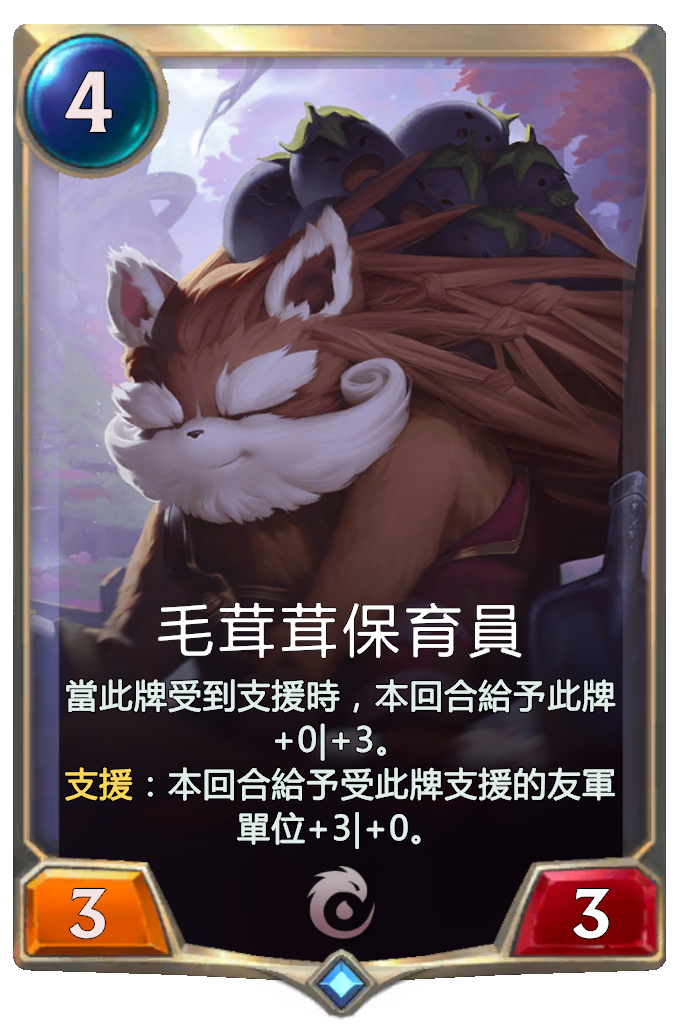 4
毛茸茸保育員
當此牌受到支援時，本回合給予此牌
+0|+3。
支援：本回合給予受此牌支援的友軍
單位+3|+0。
3
3